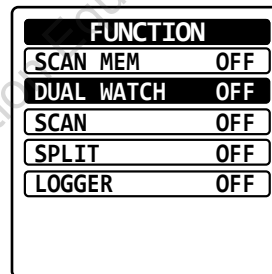 FUNCTION
SCAN MEM OFF
DUAL WATCH OFF
SCAN OFF
SPLIT OFF
LOGGER OFF